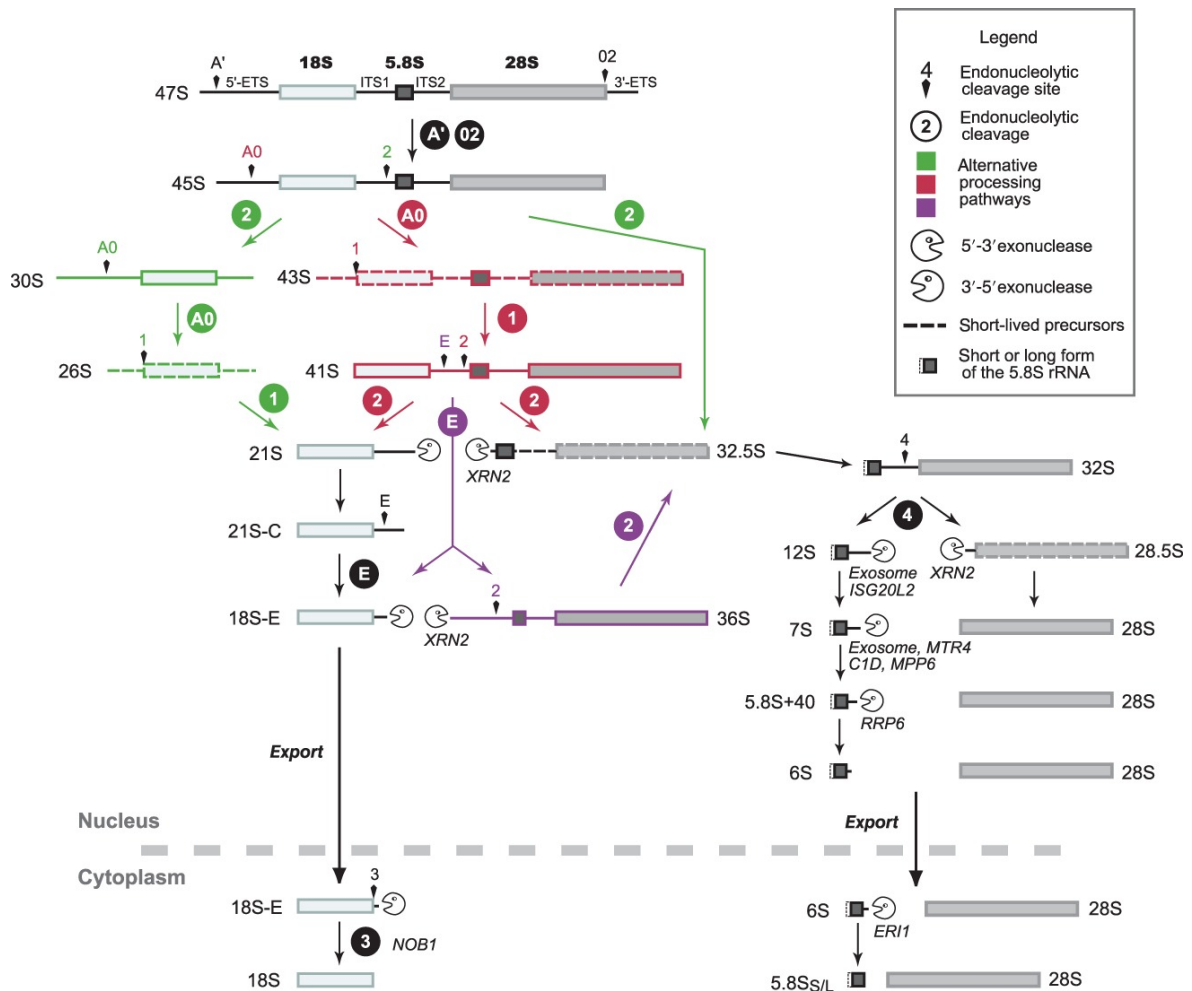 A'
5'-ETS
18S
ITS1
5.8S
ITS2
28S
02
3'-ETS
47S
A' 02
A0
2
45S
2
A0
2
A0
30S
1
43S
A0
1
1
26S
E
2
41S
1
2
E
2
21S
XRN2
32.5S
4
32S
E
21S-C
2
4
E
12S
Exosome
ISG20L2
XRN2
28.5S
18S-E
XRN2
2
36S
7S
Exosome, MTR4
C1D, MPP6
28S
5.8S+40
RRP6
28S
6S
28S
Export
Export
Nucleus
Cytoplasm
18S-E
3
6S
ERI1
28S
3
NOB1
18S
5.8SS/L
28S
Legend
4
Endonucleolytic
cleavage site
2
Endonucleolytic
cleavage
Alternative
processing
pathways
5′-3′ exonuclease
3′-5′ exonuclease
Short-lived precursors
Short or long form
of the 5.8S rRNA